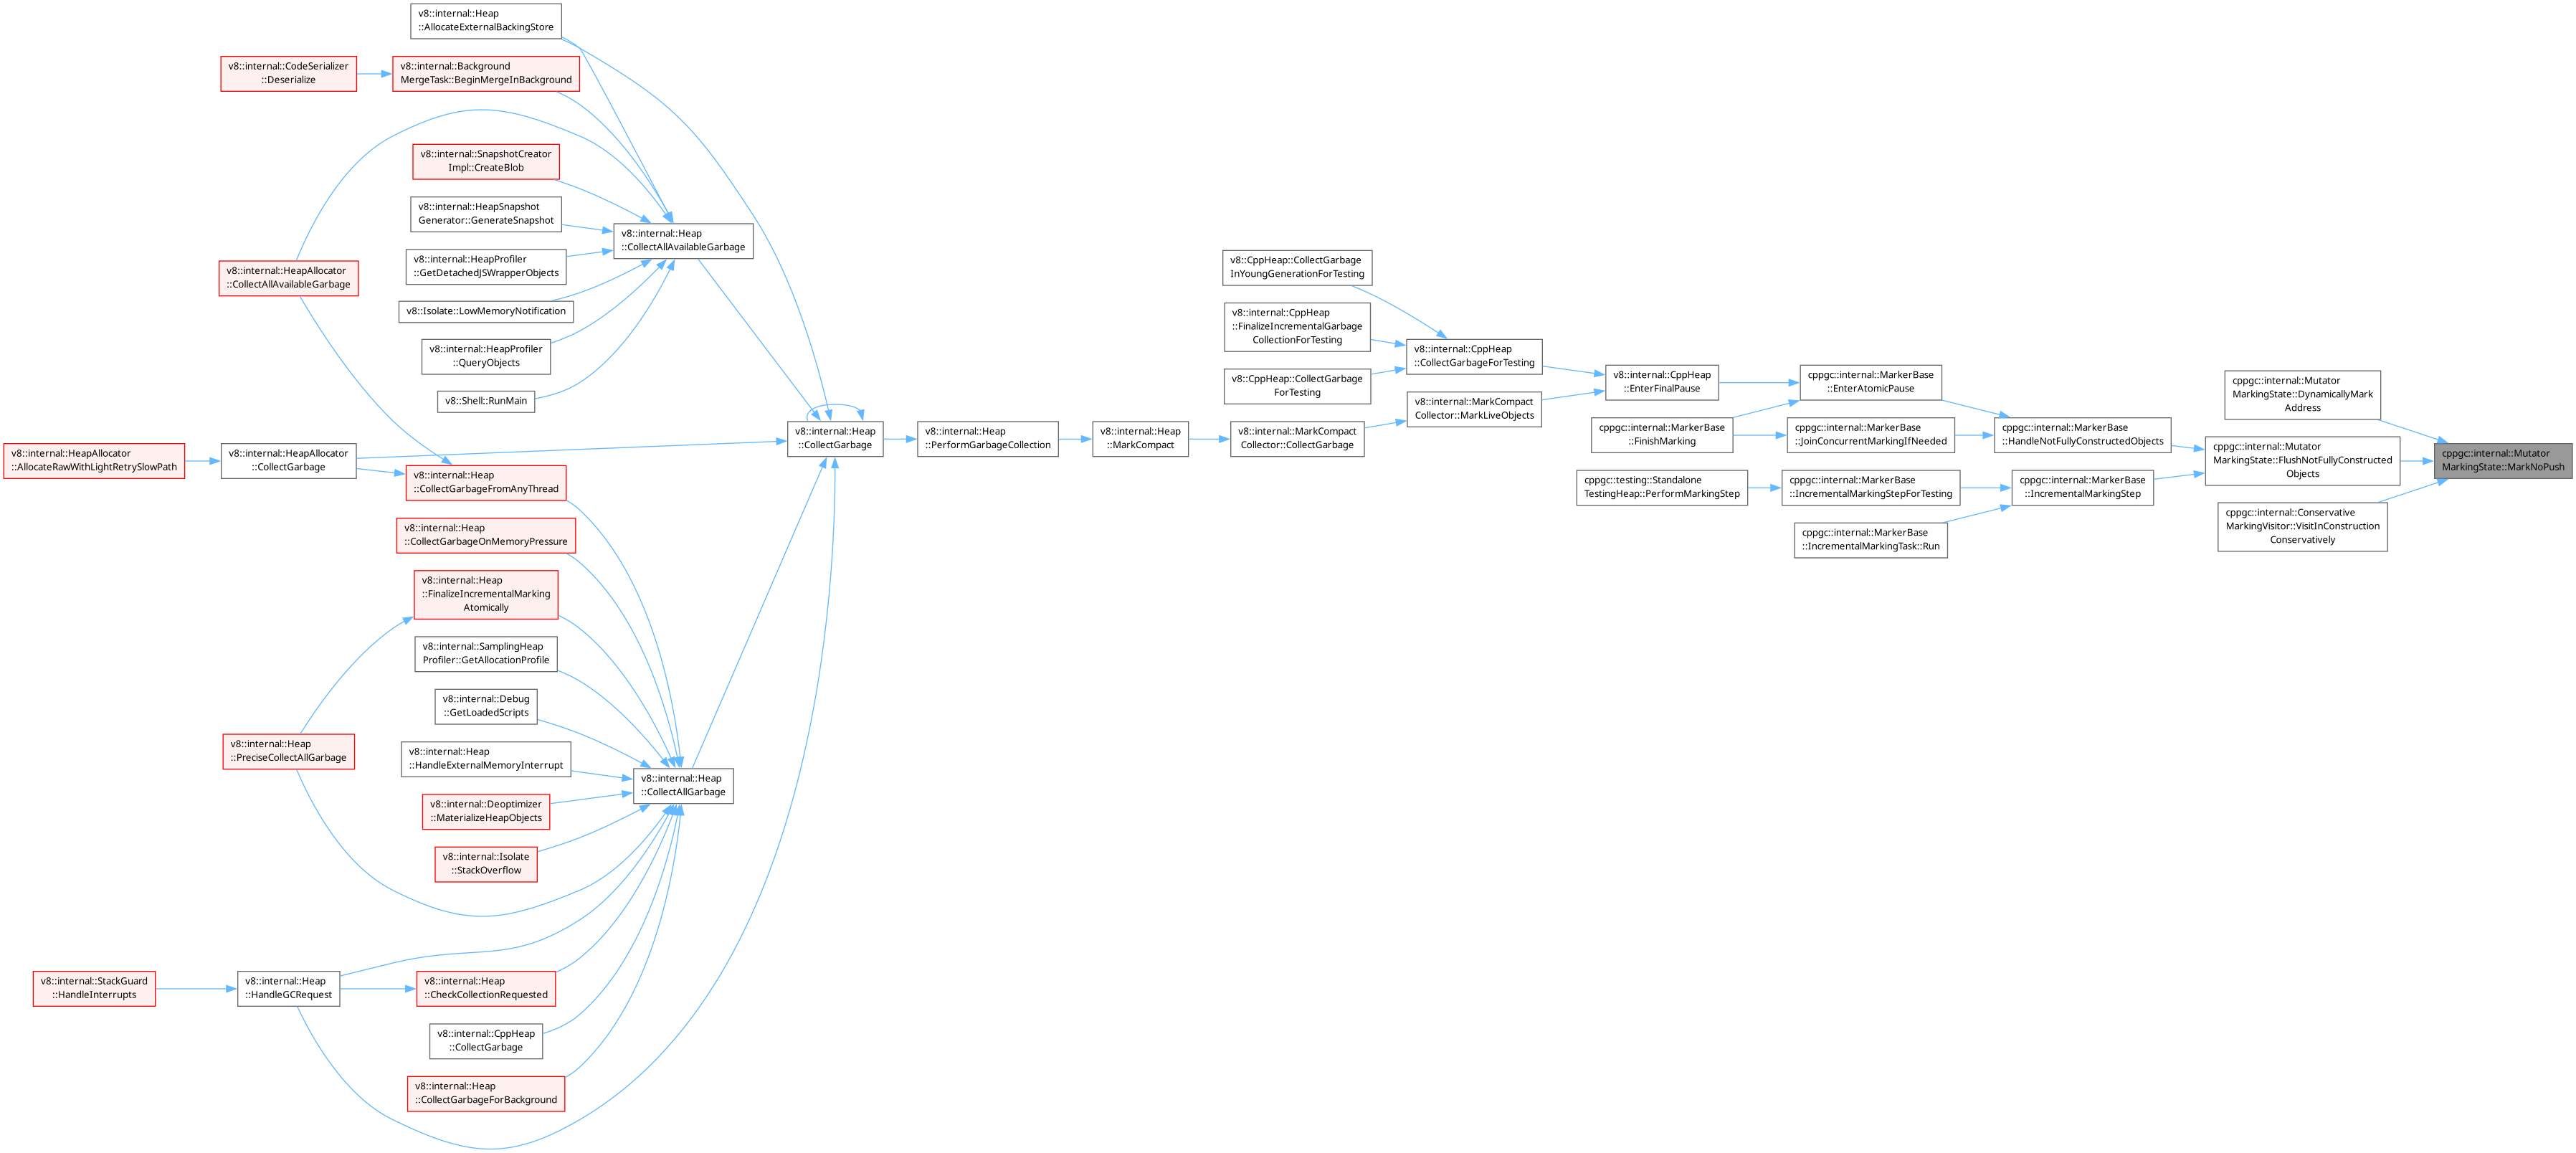 v8::internal::Heap
::AllocateExternalBackingStore
v8::internal::CodeSerializer
::Deserialize
v8::internal::Background
MergeTask::BeginMergeInBackground
v8::internal::SnapshotCreator
Impl::CreateBlob
v8::internal::HeapSnapshot
Generator::GenerateSnapshot
v8::internal::Heap
::CollectAllAvailableGarbage
v8::internal::HeapProfiler
::GetDetachedJSWrapperObjects
v8::internal::HeapAllocator
::CollectAllAvailableGarbage
v8::Isolate::LowMemoryNotification
v8::internal::HeapProfiler
::QueryObjects
v8::Shell::RunMain
v8::CppHeap::CollectGarbage
InYoungGenerationForTesting
v8::internal::CppHeap
::FinalizeIncrementalGarbage
CollectionForTesting
v8::internal::CppHeap
::CollectGarbageForTesting
v8::CppHeap::CollectGarbage
ForTesting
v8::internal::CppHeap
::EnterFinalPause
cppgc::internal::MarkerBase
::EnterAtomicPause
cppgc::internal::Mutator
MarkingState::DynamicallyMark
Address
v8::internal::HeapAllocator
::AllocateRawWithLightRetrySlowPath
v8::internal::HeapAllocator
::CollectGarbage
v8::internal::Heap
::CollectGarbageFromAnyThread
v8::internal::Heap
::CollectGarbage
v8::internal::Heap
::PerformGarbageCollection
v8::internal::Heap
::MarkCompact
v8::internal::MarkCompact
Collector::CollectGarbage
v8::internal::MarkCompact
Collector::MarkLiveObjects
cppgc::internal::MarkerBase
::FinishMarking
cppgc::internal::MarkerBase
::JoinConcurrentMarkingIfNeeded
cppgc::internal::MarkerBase
::HandleNotFullyConstructedObjects
cppgc::internal::Mutator
MarkingState::FlushNotFullyConstructed
Objects
cppgc::internal::Mutator
MarkingState::MarkNoPush
cppgc::testing::Standalone
TestingHeap::PerformMarkingStep
cppgc::internal::MarkerBase
::IncrementalMarkingStepForTesting
cppgc::internal::MarkerBase
::IncrementalMarkingStep
cppgc::internal::MarkerBase
::IncrementalMarkingTask::Run
cppgc::internal::Conservative
MarkingVisitor::VisitInConstruction
Conservatively
v8::internal::Heap
::CollectGarbageOnMemoryPressure
v8::internal::Heap
::FinalizeIncrementalMarking
Atomically
v8::internal::SamplingHeap
Profiler::GetAllocationProfile
v8::internal::Debug
::GetLoadedScripts
v8::internal::Heap
::PreciseCollectAllGarbage
v8::internal::Heap
::HandleExternalMemoryInterrupt
v8::internal::Heap
::CollectAllGarbage
v8::internal::Deoptimizer
::MaterializeHeapObjects
v8::internal::Isolate
::StackOverflow
v8::internal::StackGuard
::HandleInterrupts
v8::internal::Heap
::HandleGCRequest
v8::internal::Heap
::CheckCollectionRequested
v8::internal::CppHeap
::CollectGarbage
v8::internal::Heap
::CollectGarbageForBackground